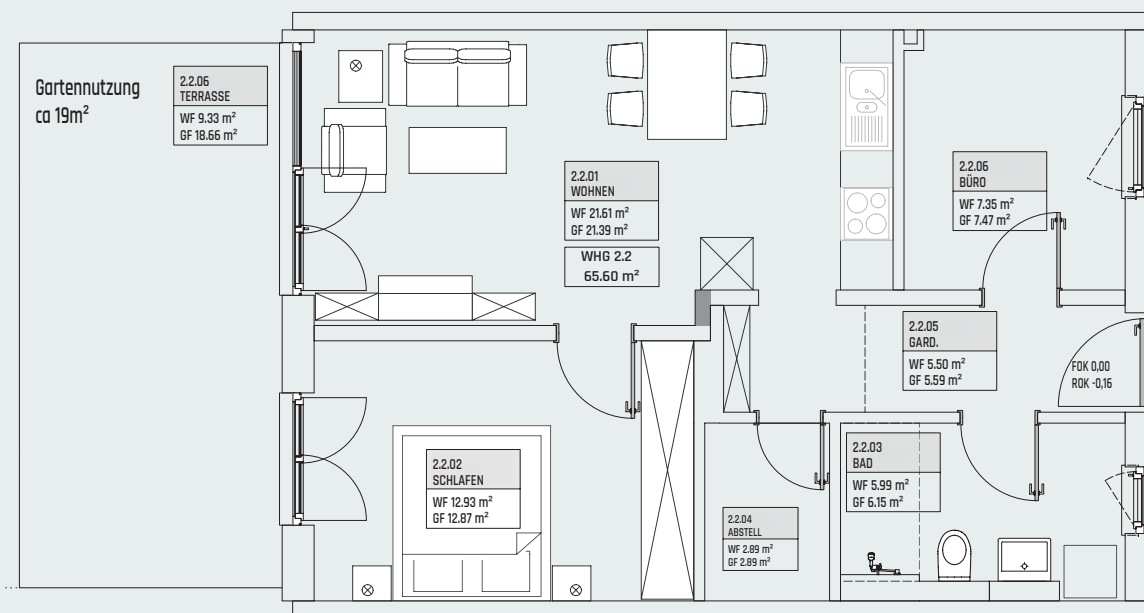 Gartennutzung
ca 19m²
2.2.06
TERRASSE
WF 9.33 m²
GF 18.66 m²
2.2.01
WOHNEN
WF 21.61 m²
GF 21.39 m²
WHG 2.2
65.60 m²
2.2.06
BÜRO
WF 7.35 m²
GF 7.47 m²
2.2.05
GARD.
WF 5.50 m²
GF 5.59 m²
FOK 0,00
ROK -0,16
2.2.02
SCHLAFEN
WF 12.93 m²
GF 12.87 m²
2.2.03
BAD
WF 5.99 m²
GF 6.15 m²
2.2.04
ABSTELL
WF 2.89 m²
GF 2.89 m²